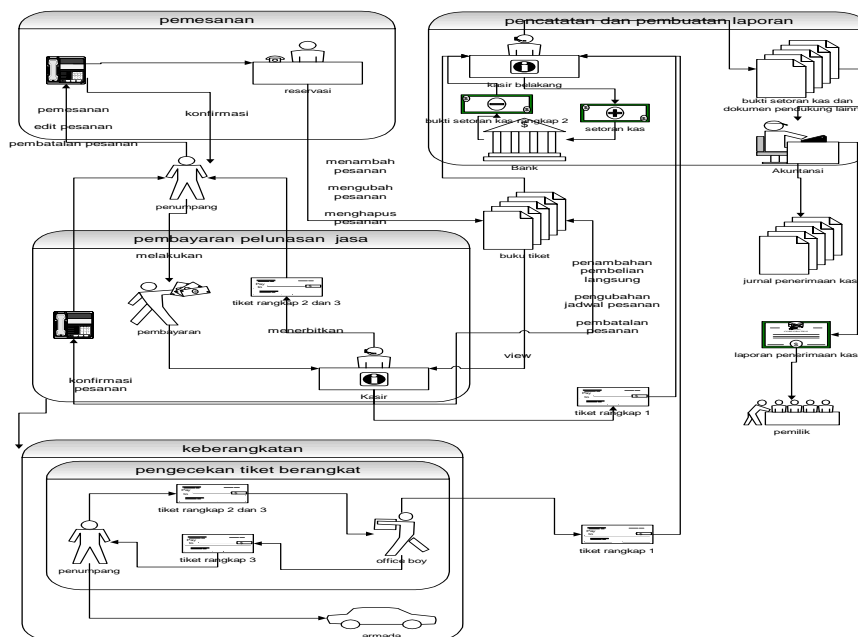 pemesanan
reservasi
pemesanan
edit pesanan
pembatalan pesanan
konfirmasi
penumpang
menambah
pesanan
mengubah
pesanan
menghapus
pesanan
pencatatan dan pembuatan laporan
kasir belakang
bukti setoran kas rangkap 2
setoran kas
$
Bank
bukti setoran kas dan
dokumen pendukung lainn
Akuntansi
jurnal penerimaan kas
laporan penerimaan kas
pemilik
buku tiket
penambahan
pembelian
langsung
pengubahan
jadwal pesanan
pembatalan
pesanan
view
pembayaran pelunasan jasa
melakukan
pembayaran
tiket rangkap 2 dan 3
menerbitkan
konfirmasi
pesanan
Kasir
tiket rangkap 1
keberangkatan
pengecekan tiket berangkat
tiket rangkap 2 dan 3
penumpang
tiket rangkap 3
office boy
tiket rangkap 1
armada